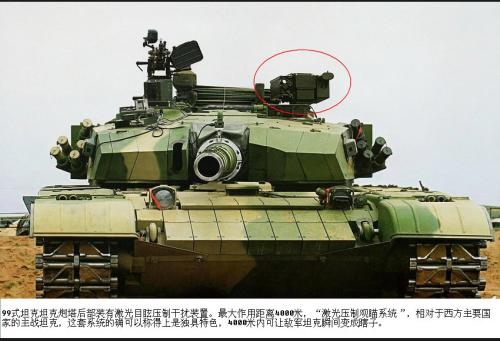 99式坦克坦克炮塔后部装有激光目眩压制干扰装置。最大作用距离4000米，“激光压制观瞄系统”，相对于西方主要国
家的主战坦克，这套系统的确可以称得上是独具特色，4000米内可让敌军坦克瞬间变成瞎子。